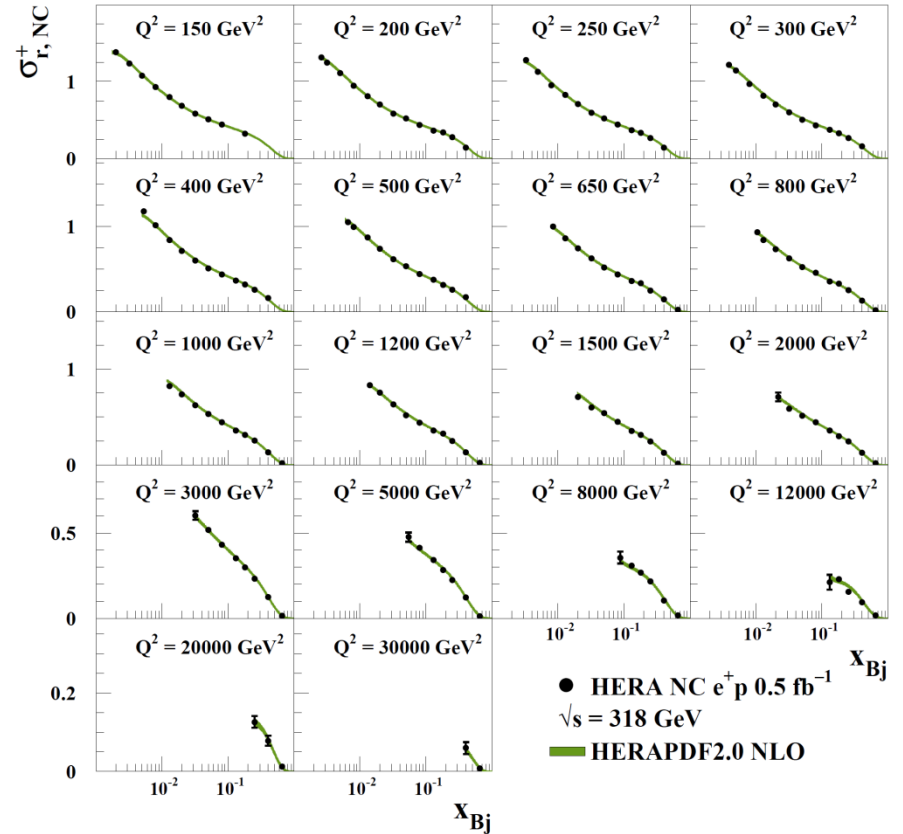 σ⁺r, NC
Q² = 150 GeV²
Q² = 200 GeV²
Q² = 250 GeV²
Q² = 300 GeV²
1
0
Q² = 400 GeV²
Q² = 500 GeV²
Q² = 650 GeV²
Q² = 800 GeV²
1
0
Q² = 1000 GeV²
Q² = 1200 GeV²
Q² = 1500 GeV²
Q² = 2000 GeV²
1
0
Q² = 3000 GeV²
Q² = 5000 GeV²
Q² = 8000 GeV²
Q² = 12000 GeV²
0.5
0
10⁻² 10⁻¹
10⁻² 10⁻¹
xBj
Q² = 20000 GeV²
Q² = 30000 GeV²
0.2
0
10⁻² 10⁻¹
10⁻² 10⁻¹
xBj
HERA NC e⁺p 0.5 fb⁻¹
√s = 318 GeV
HERAPDF2.0 NLO